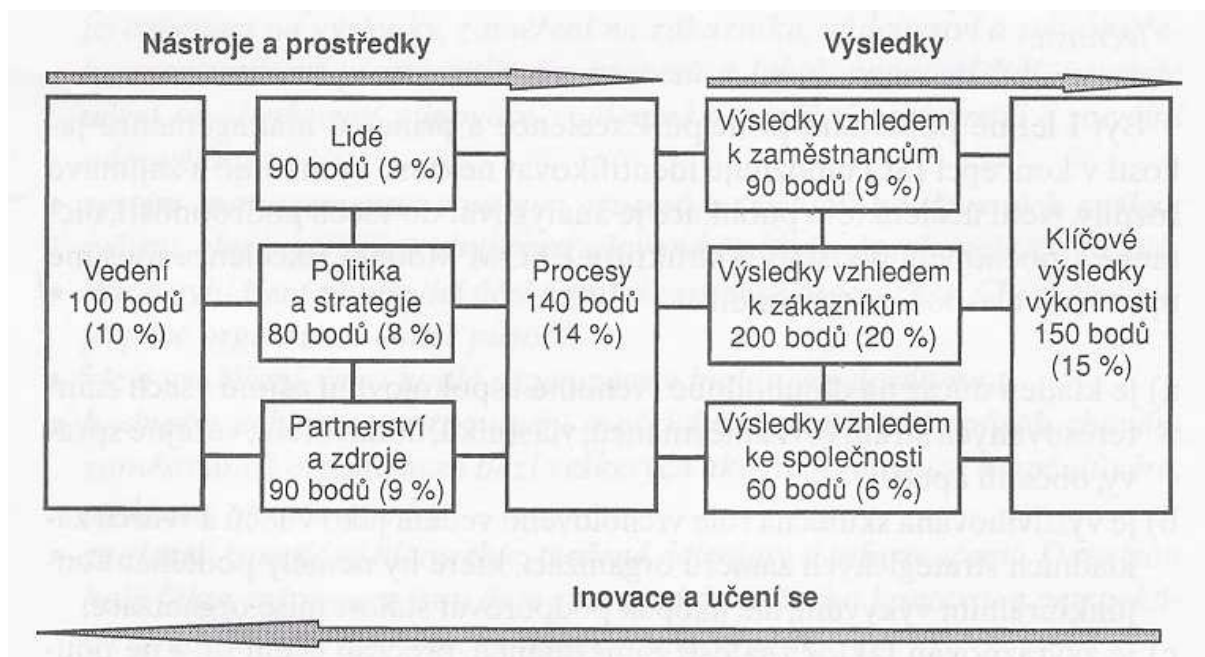 Nástroje a prostředky
Výsledky
Vedení
100 bodů
(10 %)
Lidé
90 bodů (9 %)
Politika
a strategie
80 bodů (8 %)
Partnerství
a zdroje
90 bodů (9 %)
Procesy
140 bodů
(14 %)
Výsledky vzhledem
k zaměstnancům
90 bodů (9 %)
Výsledky vzhledem
k zákazníkům
200 bodů (20 %)
Výsledky vzhledem
ke společnosti
60 bodů (6 %)
Klíčové
výsledky
výkonnosti
150 bodů
(15 %)
Inovace a učení se